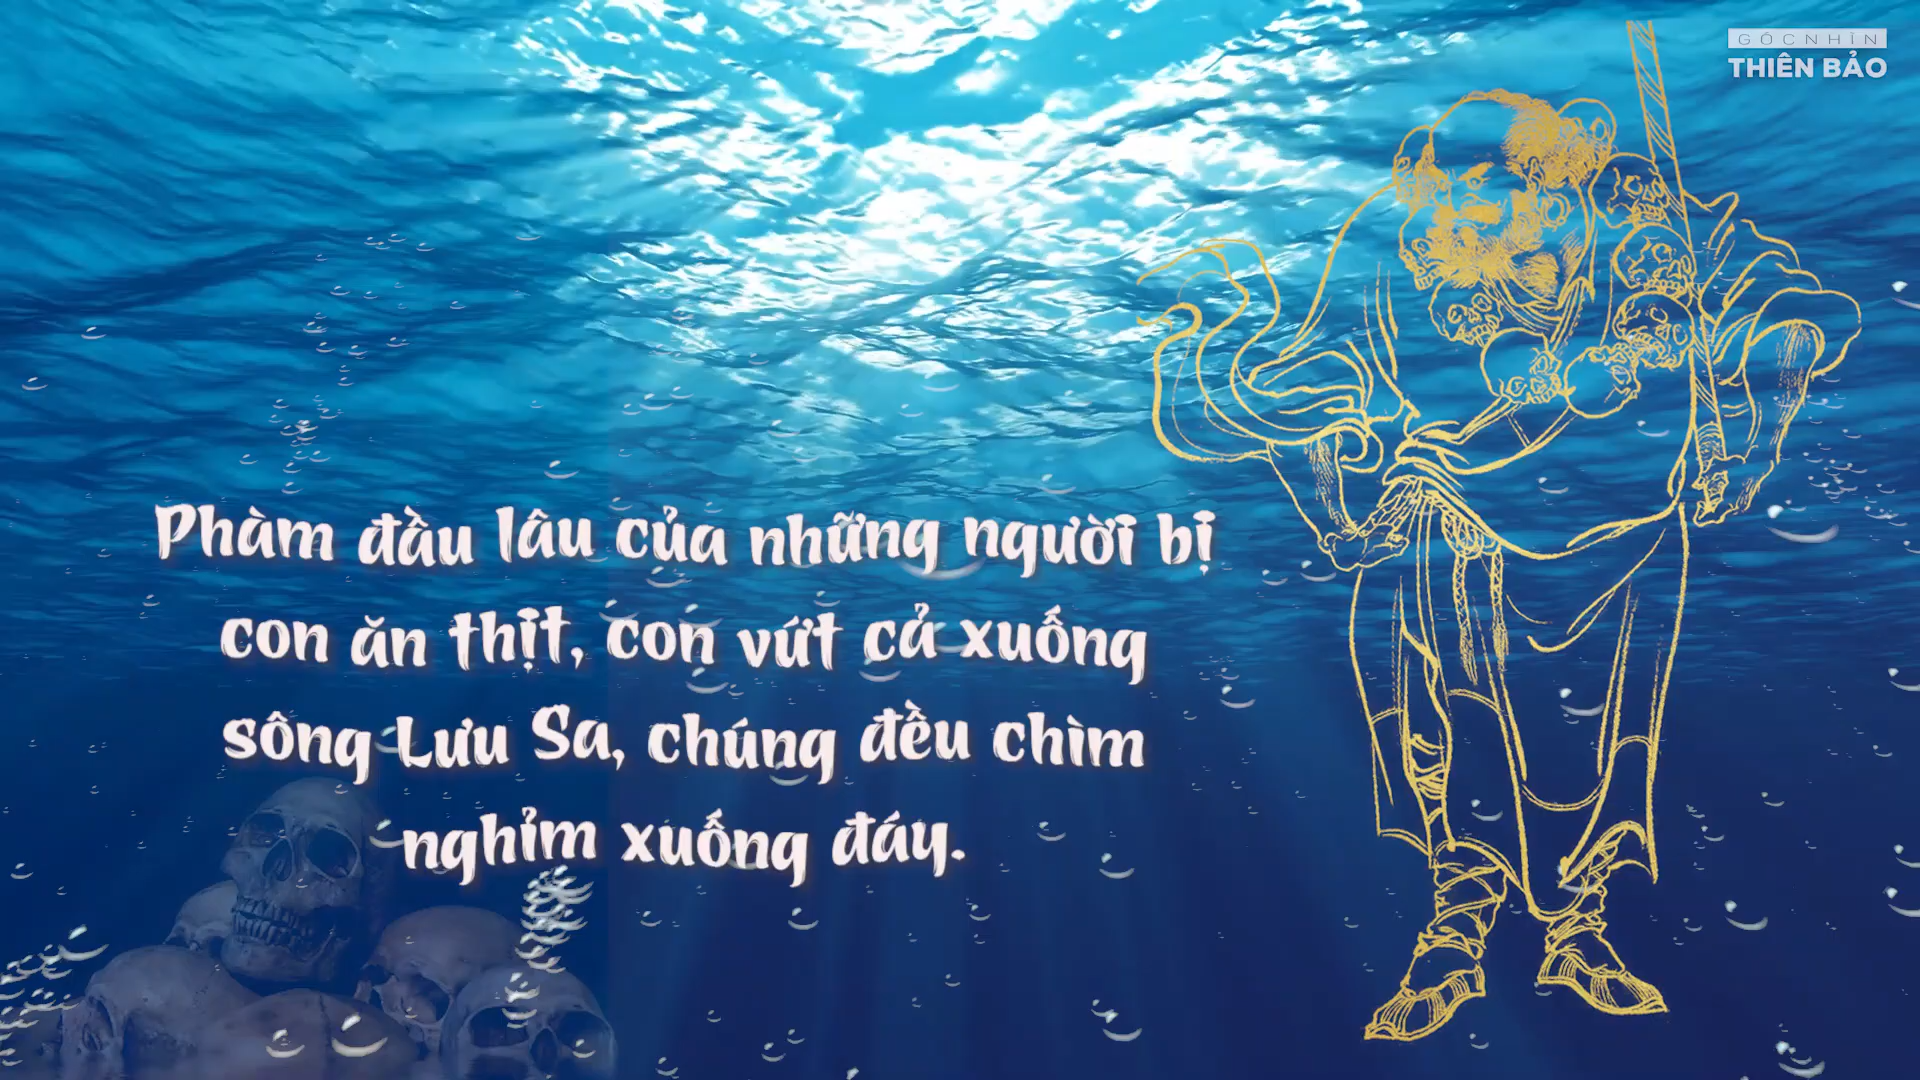 GÓC NHÌN
THIÊN BẢO
Phàm đầu lâu của những người bị
con ăn thịt, con vứt cả xuống
sông Lưu Sa, chúng đều chìm
nghỉm xuống đáy.